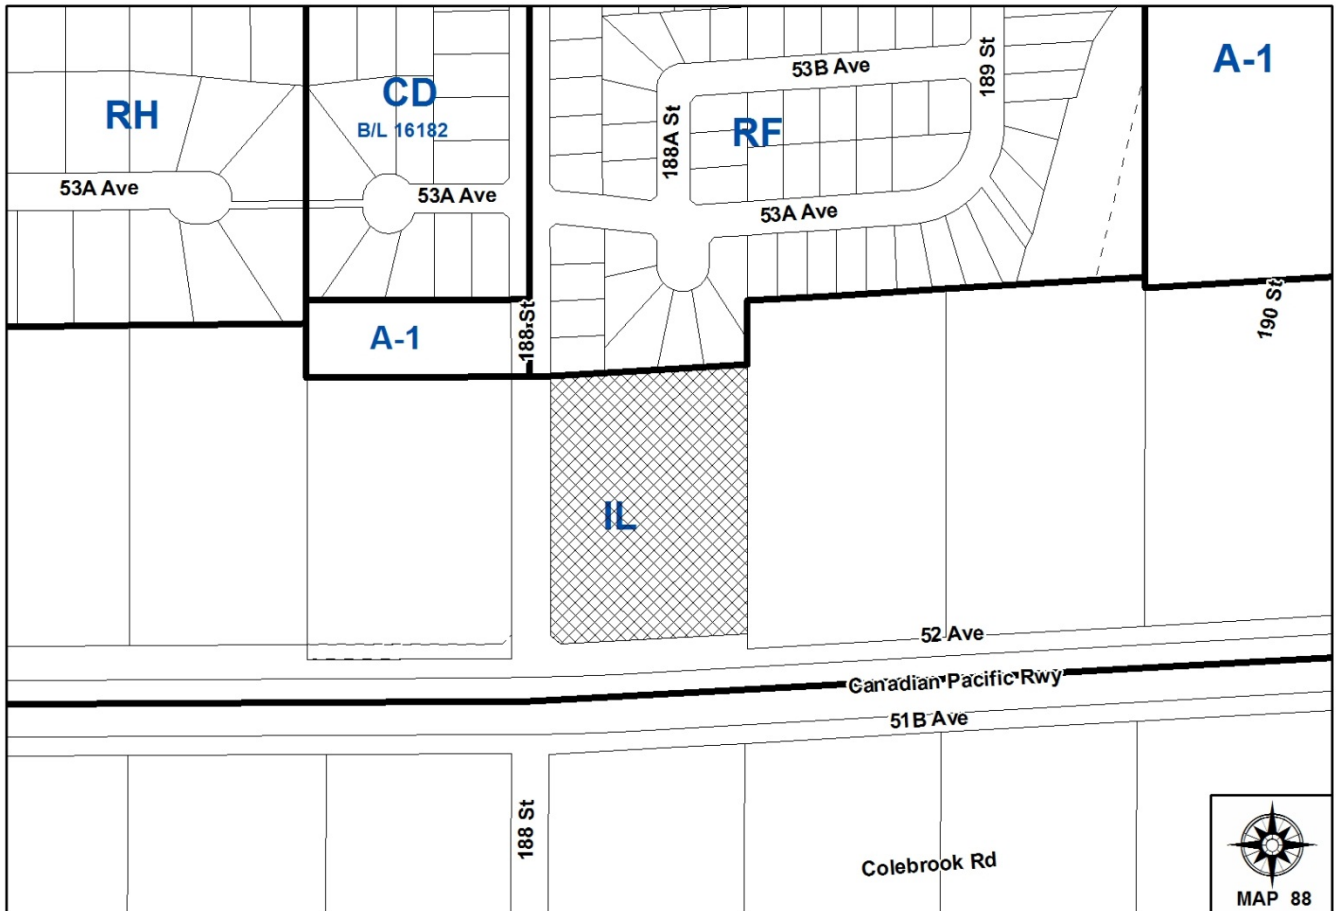 A-1
189 St
53B Ave
CD
RH
B/L 16182
RF
188A St
53A Ave
53A Ave
53A Ave
190 St
188 St
A-1
IL
52 Ave
Canadian Pacific Rwy
51B Ave
188 St
Colebrook Rd
MAP 88